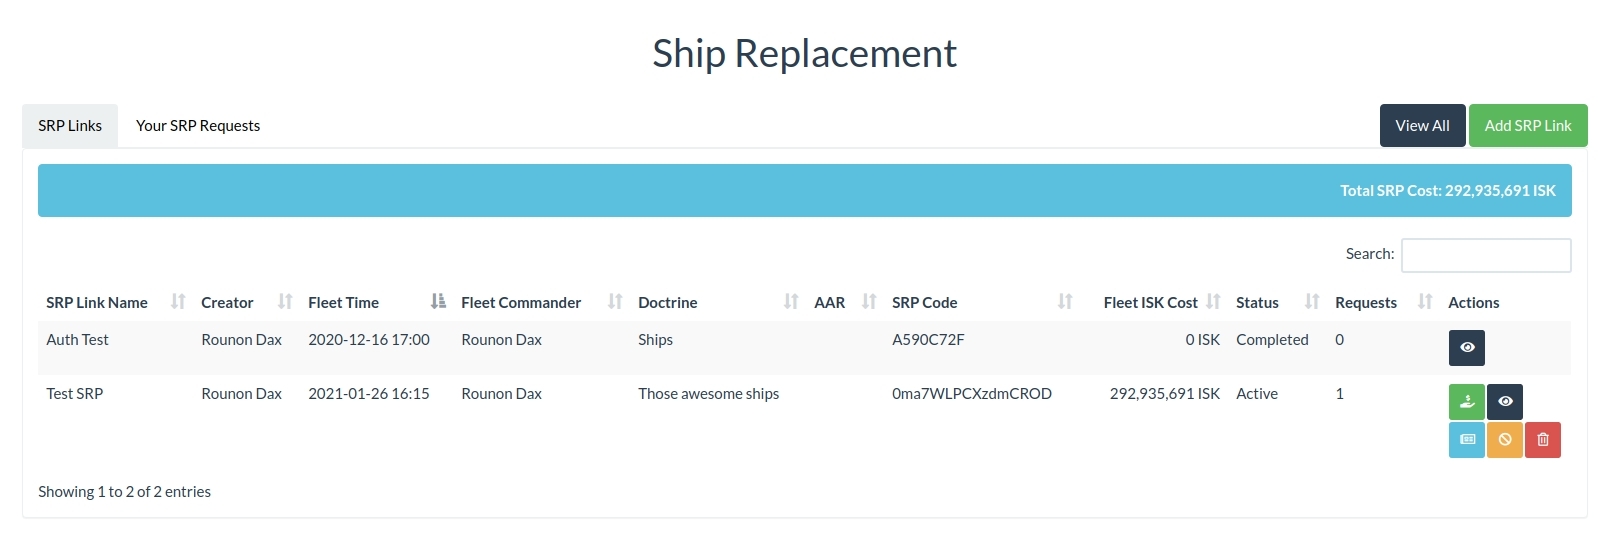 Ship Replacement
SRP Links Your SRP Requests View All Add SRP Link
Total SRP Cost: 292,935,691 ISK
Search:
SRP Link Name Creator Fleet Time Fleet Commander Doctrine AAR SRP Code Fleet ISK Cost Status Requests Actions
Auth Test Rounon Dax 2020-12-16 17:00 Rounon Dax Ships A590C72F 0 ISK Completed 0
Test SRP Rounon Dax 2021-01-26 16:15 Rounon Dax Those awesome ships 0ma7WLPCXzdmCROD 292,935,691 ISK Active 1
Showing 1 to 2 of 2 entries